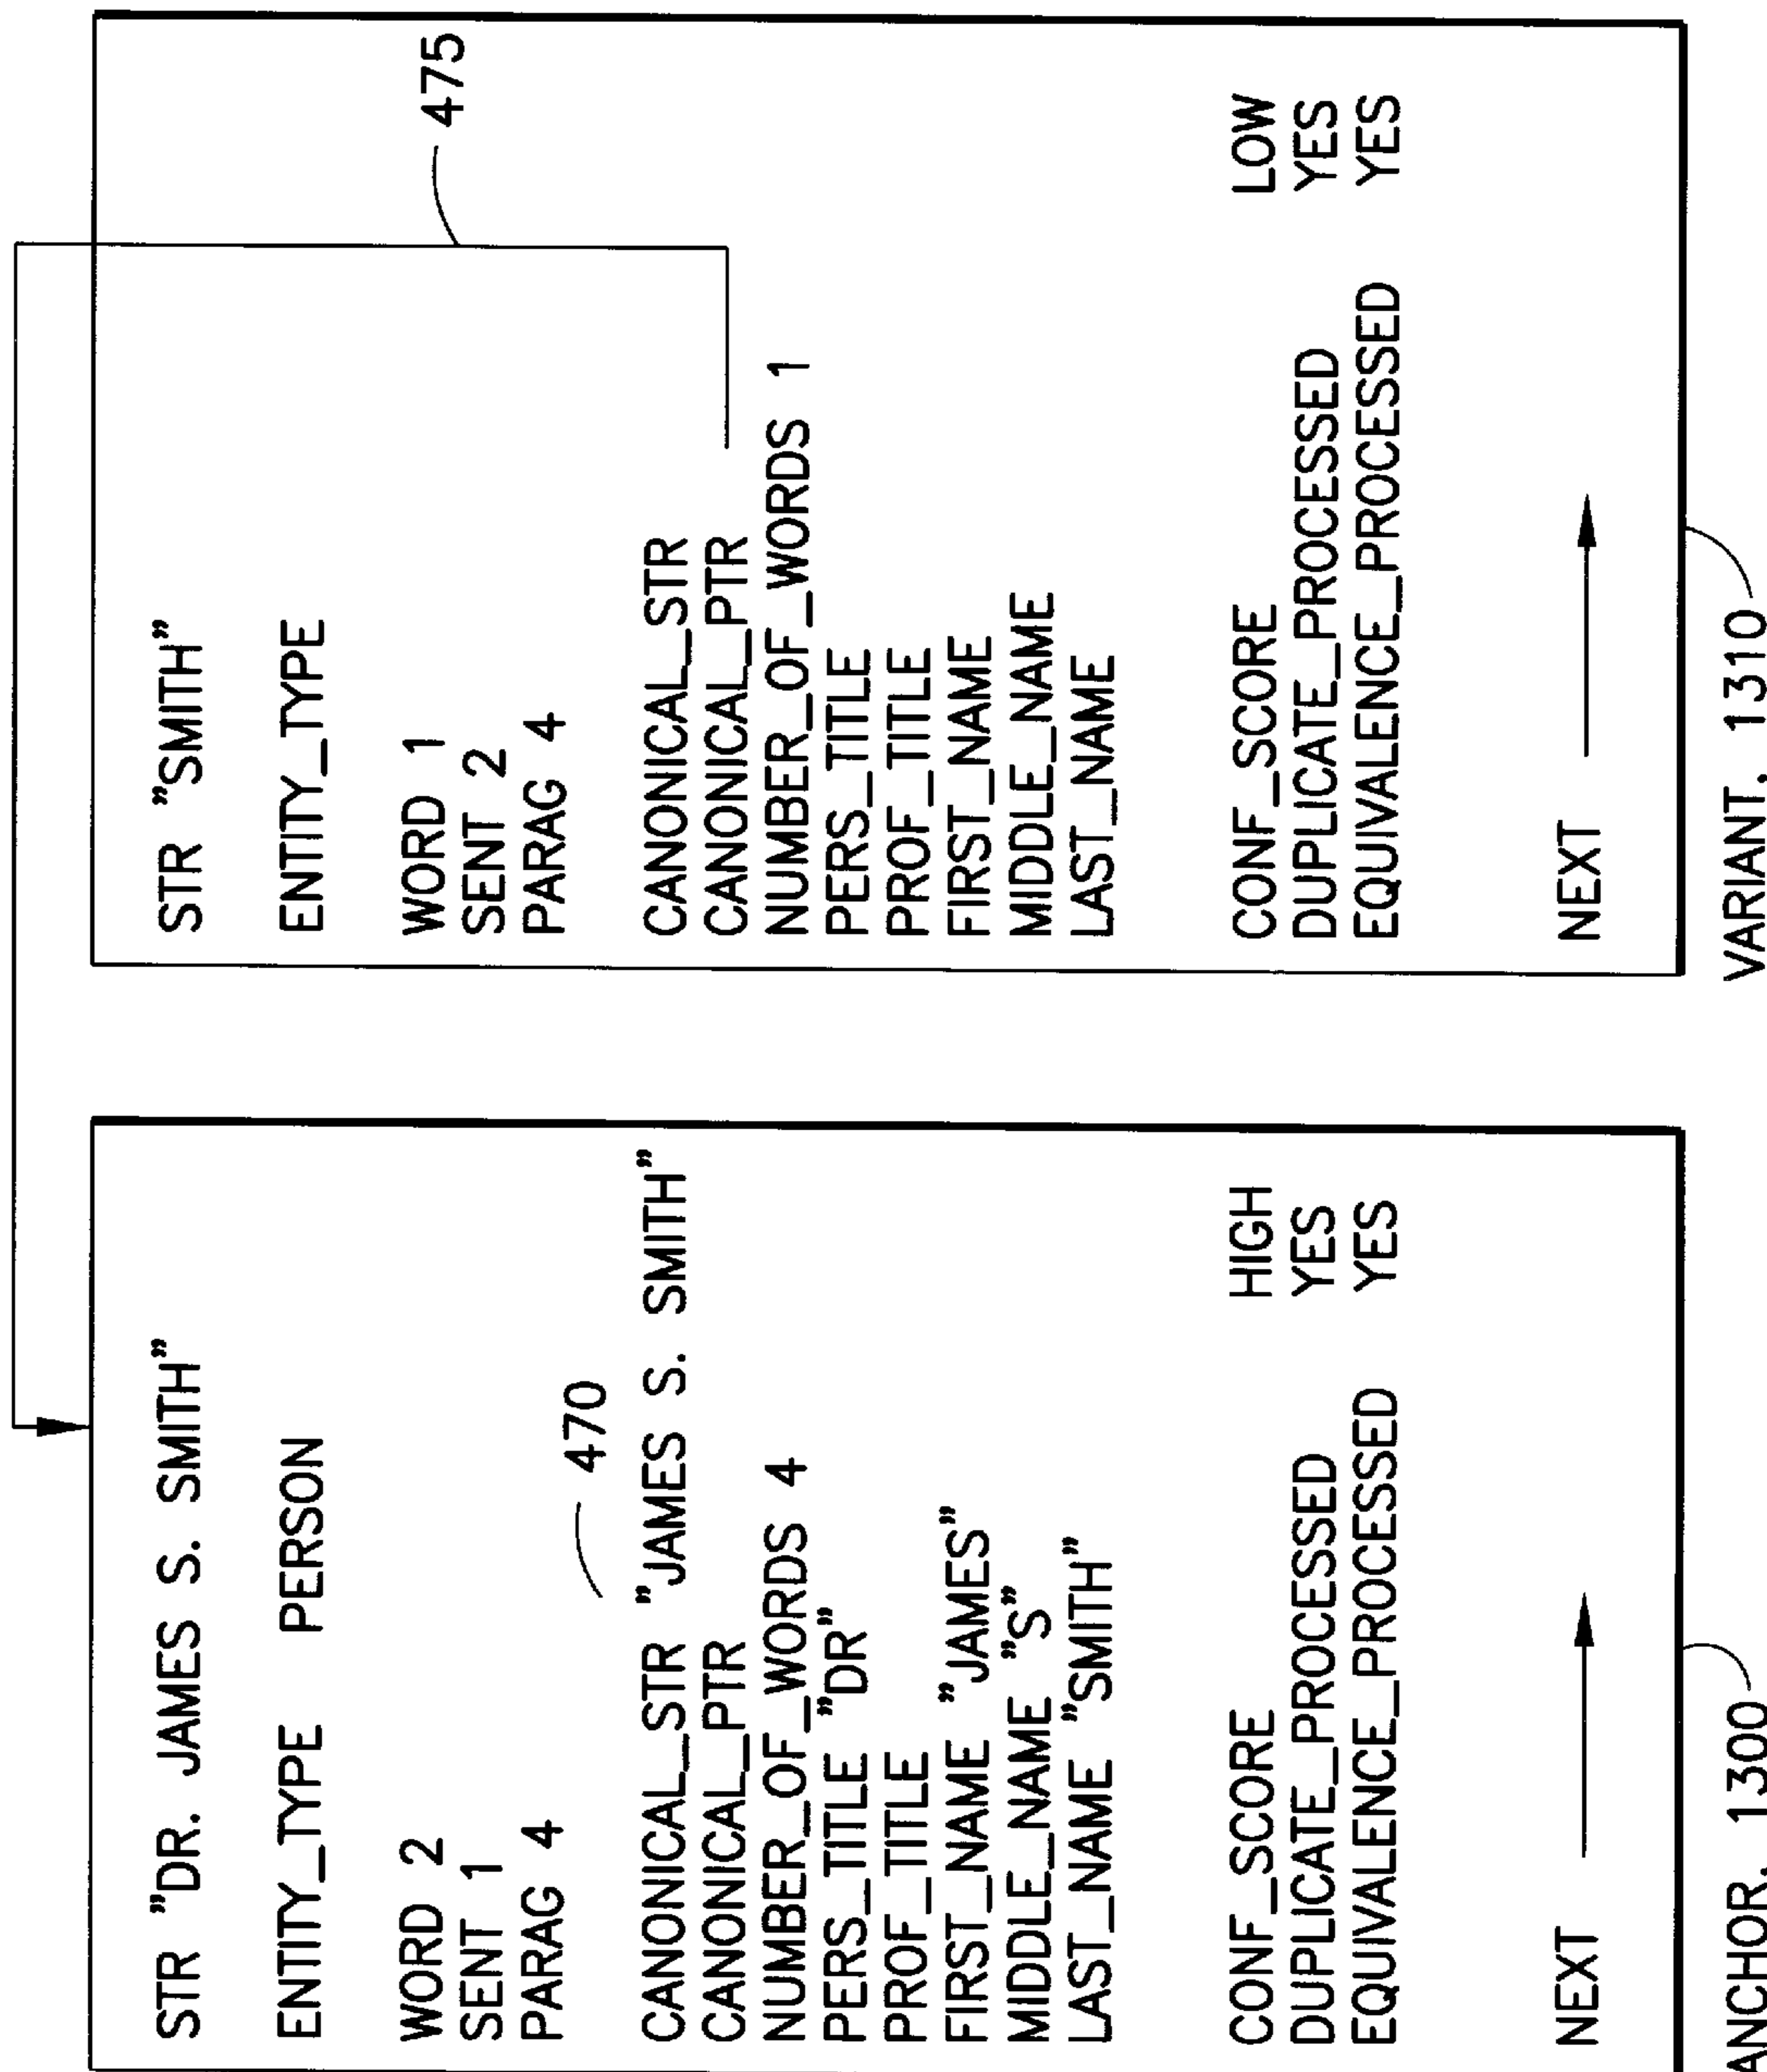 STR "DR. JAMES S. SMITH"
ENTITY_TYPE PERSON
WORD 2
SENT 1
PARAG 4
470
CANONICAL_STR "JAMES S. SMITH"
CANONICAL_PTR
NUMBER_OF_WORDS 4
PERS_TITLE "DR"
PROF_TITLE
FIRST_NAME "JAMES"
MIDDLE_NAME "S"
LAST_NAME "SMITH"
CONF_SCORE HIGH
DUPLICATE_PROCESSED YES
EQUIVALENCE_PROCESSED YES
NEXT
ANCHOR, 1300
475
STR "SMITH"
ENTITY_TYPE
WORD 1
SENT 2
PARAG 4
CANONICAL_STR
CANONICAL_PTR
NUMBER_OF_WORDS 1
PERS_TITLE
PROF_TITLE
FIRST_NAME
MIDDLE_NAME
LAST_NAME
CONF_SCORE LOW
DUPLICATE_PROCESSED YES
EQUIVALENCE_PROCESSED YES
NEXT
VARIANT, 1310